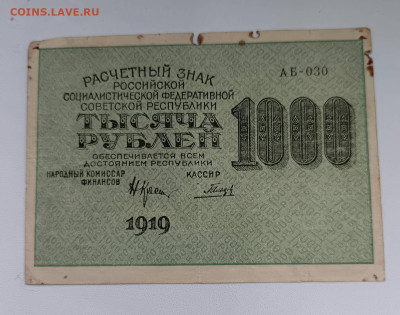 COINS.LAVE.RU
РАСЧЕТНЫЙ ЗНАК
РОССИЙСКОЙ
СОЦИАЛИСТИЧЕСКОЙ ФЕДЕРАТИВНОЙ
СОВЕТСКОЙ РЕСПУБЛИКИ
ТЫСЯЧА
РУБЛЕЙ
ОБЕСПЕЧИВАЕТСЯ ВСЕМ
ДОСТОЯНИЕМ РЕСПУБЛИКИ
НАРОДНЫЙ КОМИССАР
ФИНАНСОВ
КАССИР
1919
АБ-030
1000